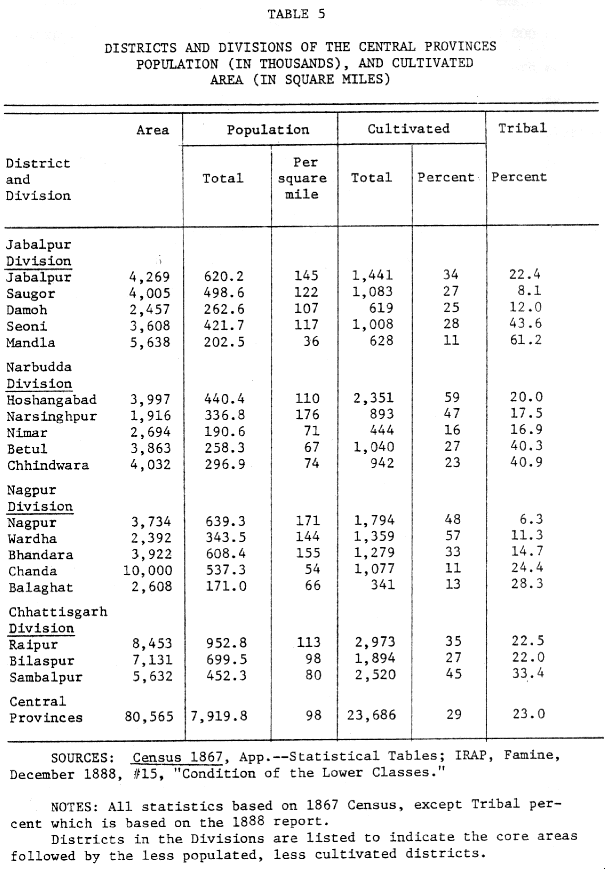 TABLE 5
DISTRICTS AND DIVISIONS OF THE CENTRAL PROVINCES
POPULATION (IN THOUSANDS), AND CULTIVATED
AREA (IN SQUARE MILES)
Area Population Cultivated Tribal
District and Division Total Per square mile Total Percent Percent
Jabalpur
Division
Jabalpur 4,269 620.2 145 1,441 34 22.4
Saugor 4,005 498.6 122 1,083 27 8.1
Damoh 2,457 262.6 107 619 25 12.0
Seoni 3,608 421.7 117 1,008 28 43.6
Mandla 5,638 202.5 36 628 11 61.2
Narbudda
Division
Hoshangabad 3,997 440.4 110 2,351 59 20.0
Narsinghpur 1,916 336.8 176 893 47 17.5
Nimar 2,694 190.6 71 444 16 16.9
Betul 3,863 258.3 67 1,040 27 40.3
Chhindwara 4,032 296.9 74 942 23 40.9
Nagpur
Division
Nagpur 3,734 639.3 171 1,794 48 6.3
Wardha 2,392 343.5 144 1,359 57 11.3
Bhandara 3,922 608.4 155 1,279 33 14.7
Chanda 10,000 537.3 54 1,077 11 24.4
Balaghat 2,608 171.0 66 341 13 28.3
Chhattisgarh
Division
Raipur 8,453 952.8 113 2,973 35 22.5
Bilaspur 7,131 699.5 98 1,894 27 22.0
Sambalpur 5,632 452.3 80 2,520 45 33.4
Central
Provinces 80,565 7,919.8 98 23,686 29 23.0
SOURCES: Census 1867, App.--Statistical Tables; IRAP, Famine,
December 1888, #15, "Condition of the Lower Classes."
NOTES: All statistics based on 1867 Census, except Tribal per-
cent which is based on the 1888 report.
Districts in the Divisions are listed to indicate the core areas
followed by the less populated, less cultivated districts.